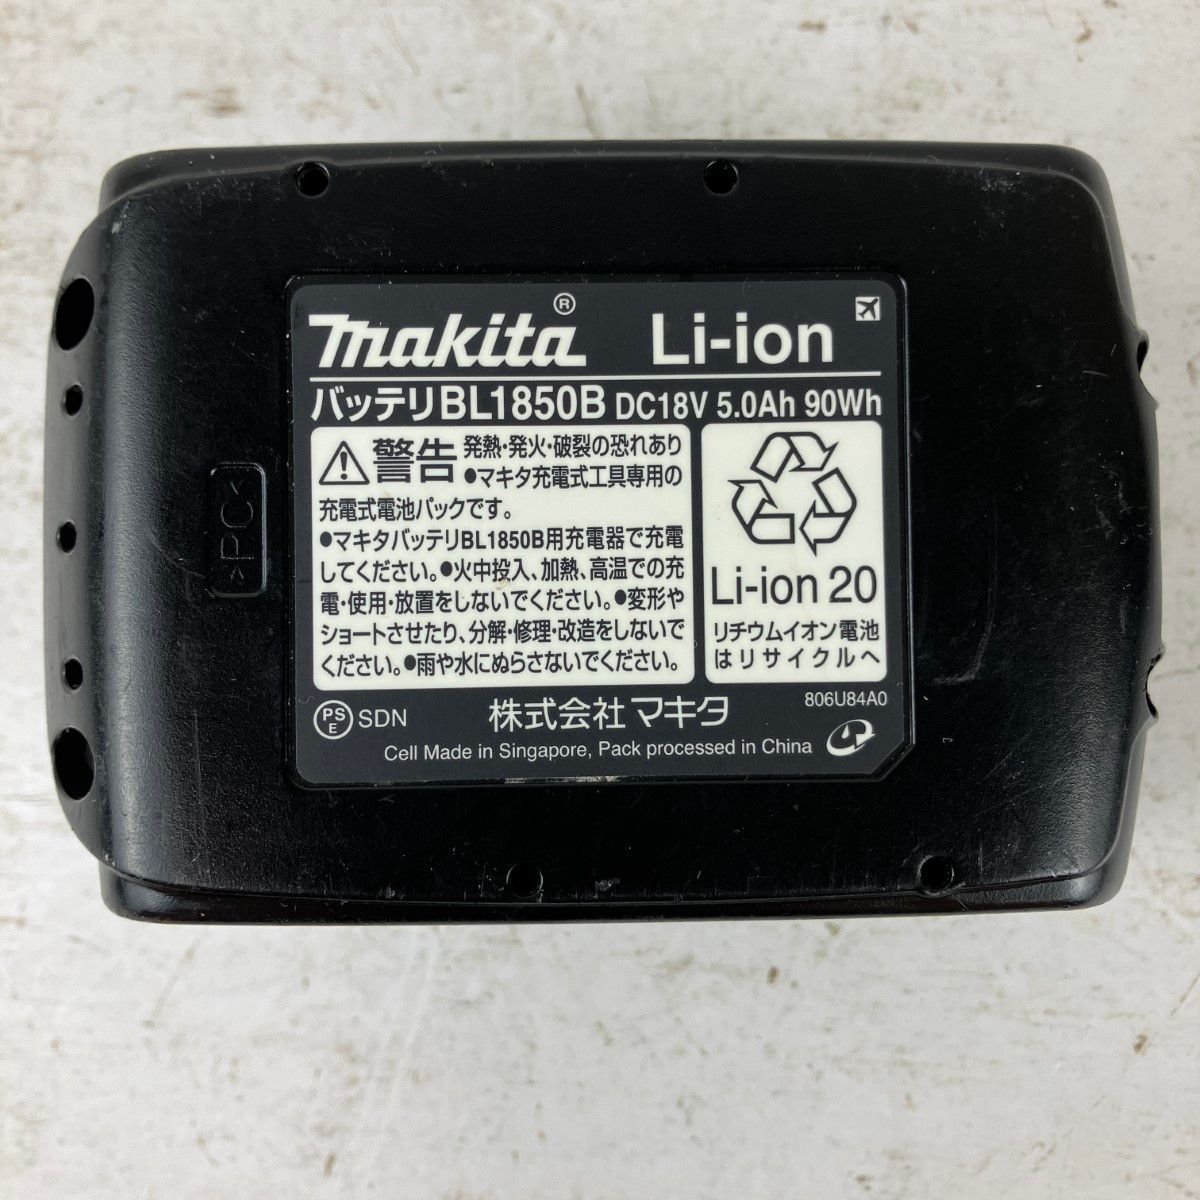 makita® Li-ion
バッテリBL1850B DC18V 5.0Ah 90Wh
警告 発熱・発火・破裂の恐れあり
●マキタ充電式工具専用の
充電式電池パックです。
●マキタバッテリBL1850B用充電器で充電
してください。●火中投入、加熱、高温での充
電・使用・放置をしないでください。●変形や
ショートさせたり、分解・修理・改造をしないで
ください。●雨や水にぬらさないでください。
Li-ion 20
リチウムイオン電池
はリサイクルへ
806U84A0
PSE SDN 株式会社マキタ
Cell Made in Singapore, Pack processed in China
>PC<